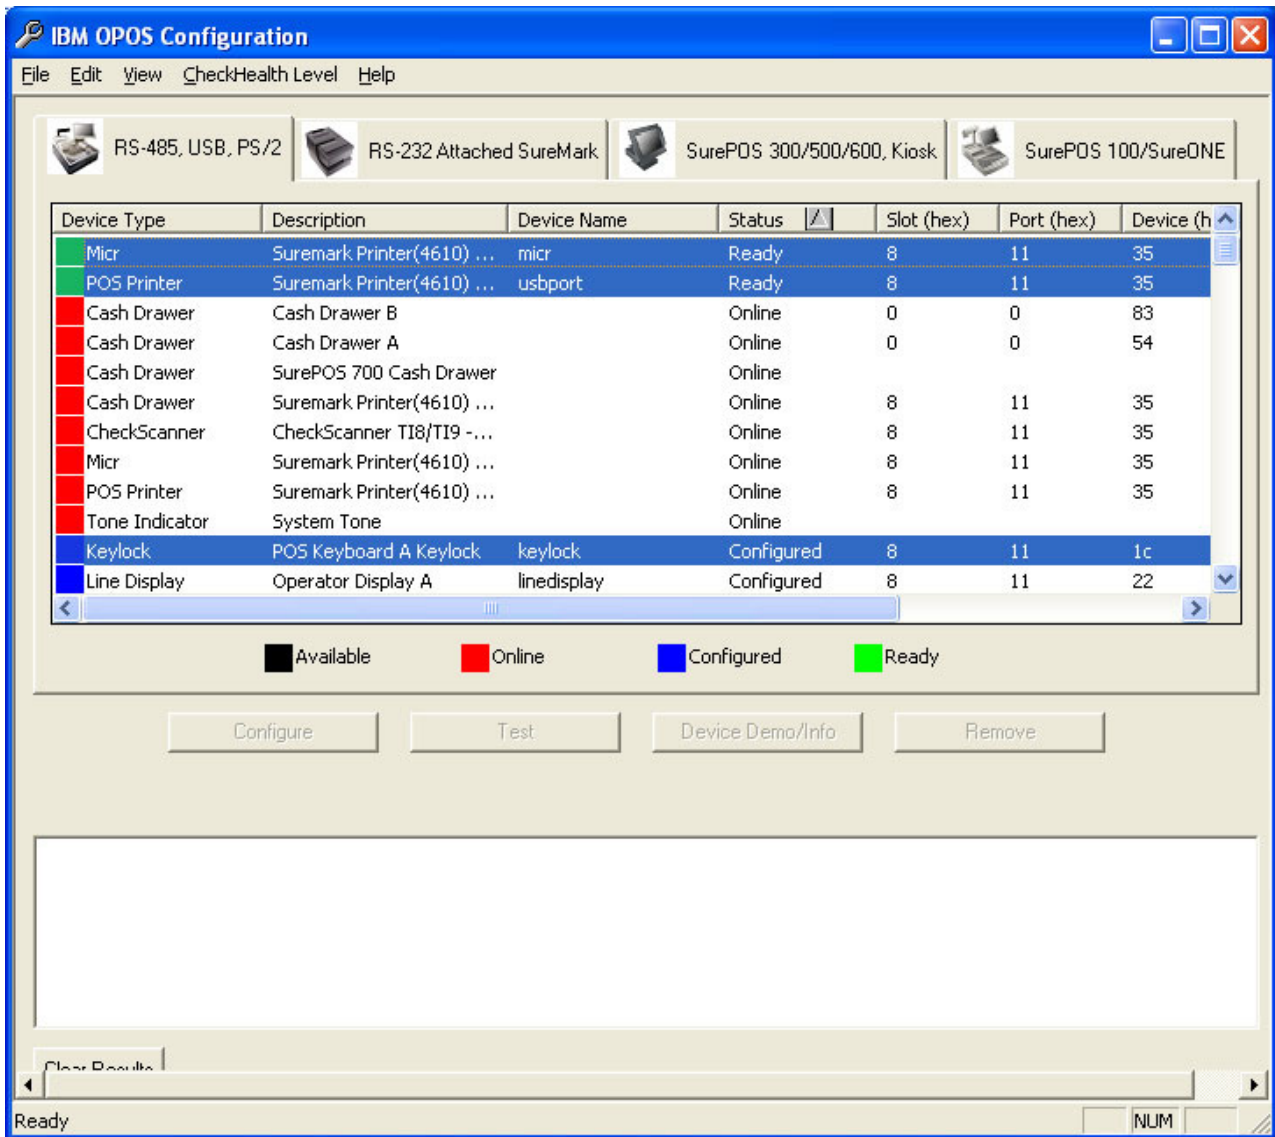 IBM OPOS Configuration
File Edit View CheckHealth Level Help
RS-485, USB, PS/2 RS-232 Attached SureMark SurePOS 300/500/600, Kiosk SurePOS 100/SureONE
Device Type Description Device Name Status Slot (hex) Port (hex) Device (h
Micr Suremark Printer(4610) ... micr Ready 8 11 35
POS Printer Suremark Printer(4610) ... usbport Ready 8 11 35
Cash Drawer Cash Drawer B Online 0 0 83
Cash Drawer Cash Drawer A Online 0 0 54
Cash Drawer SurePOS 700 Cash Drawer Online
Cash Drawer Suremark Printer(4610) ... Online 8 11 35
CheckScanner CheckScanner TI8/TI9 -... Online 8 11 35
Micr Suremark Printer(4610) ... Online 8 11 35
POS Printer Suremark Printer(4610) ... Online 8 11 35
Tone Indicator System Tone Online
Keylock POS Keyboard A Keylock keylock Configured 8 11 1c
Line Display Operator Display A linedisplay Configured 8 11 22
Available Online Configured Ready
Configure Test Device Demo/Info Remove
Clear Results
Ready NUM